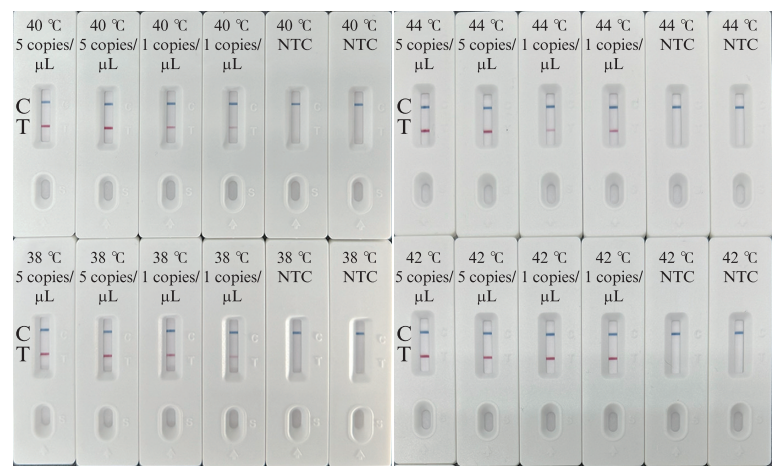 40 ℃ 40 ℃ 40 ℃ 40 ℃ 40 ℃ 40 ℃
5 copies/ 5 copies/ 1 copies/ 1 copies/ NTC NTC
μL μL μL μL
C
T
44 ℃ 44 ℃ 44 ℃ 44 ℃ 44 ℃ 44 ℃
5 copies/ 5 copies/ 1 copies/ 1 copies/ NTC NTC
μL μL μL μL
C
T
38 ℃ 38 ℃ 38 ℃ 38 ℃ 38 ℃ 38 ℃
5 copies/ 5 copies/ 1 copies/ 1 copies/ NTC NTC
μL μL μL μL
C
T
42 ℃ 42 ℃ 42 ℃ 42 ℃ 42 ℃ 42 ℃
5 copies/ 5 copies/ 1 copies/ 1 copies/ NTC NTC
μL μL μL μL
C
T